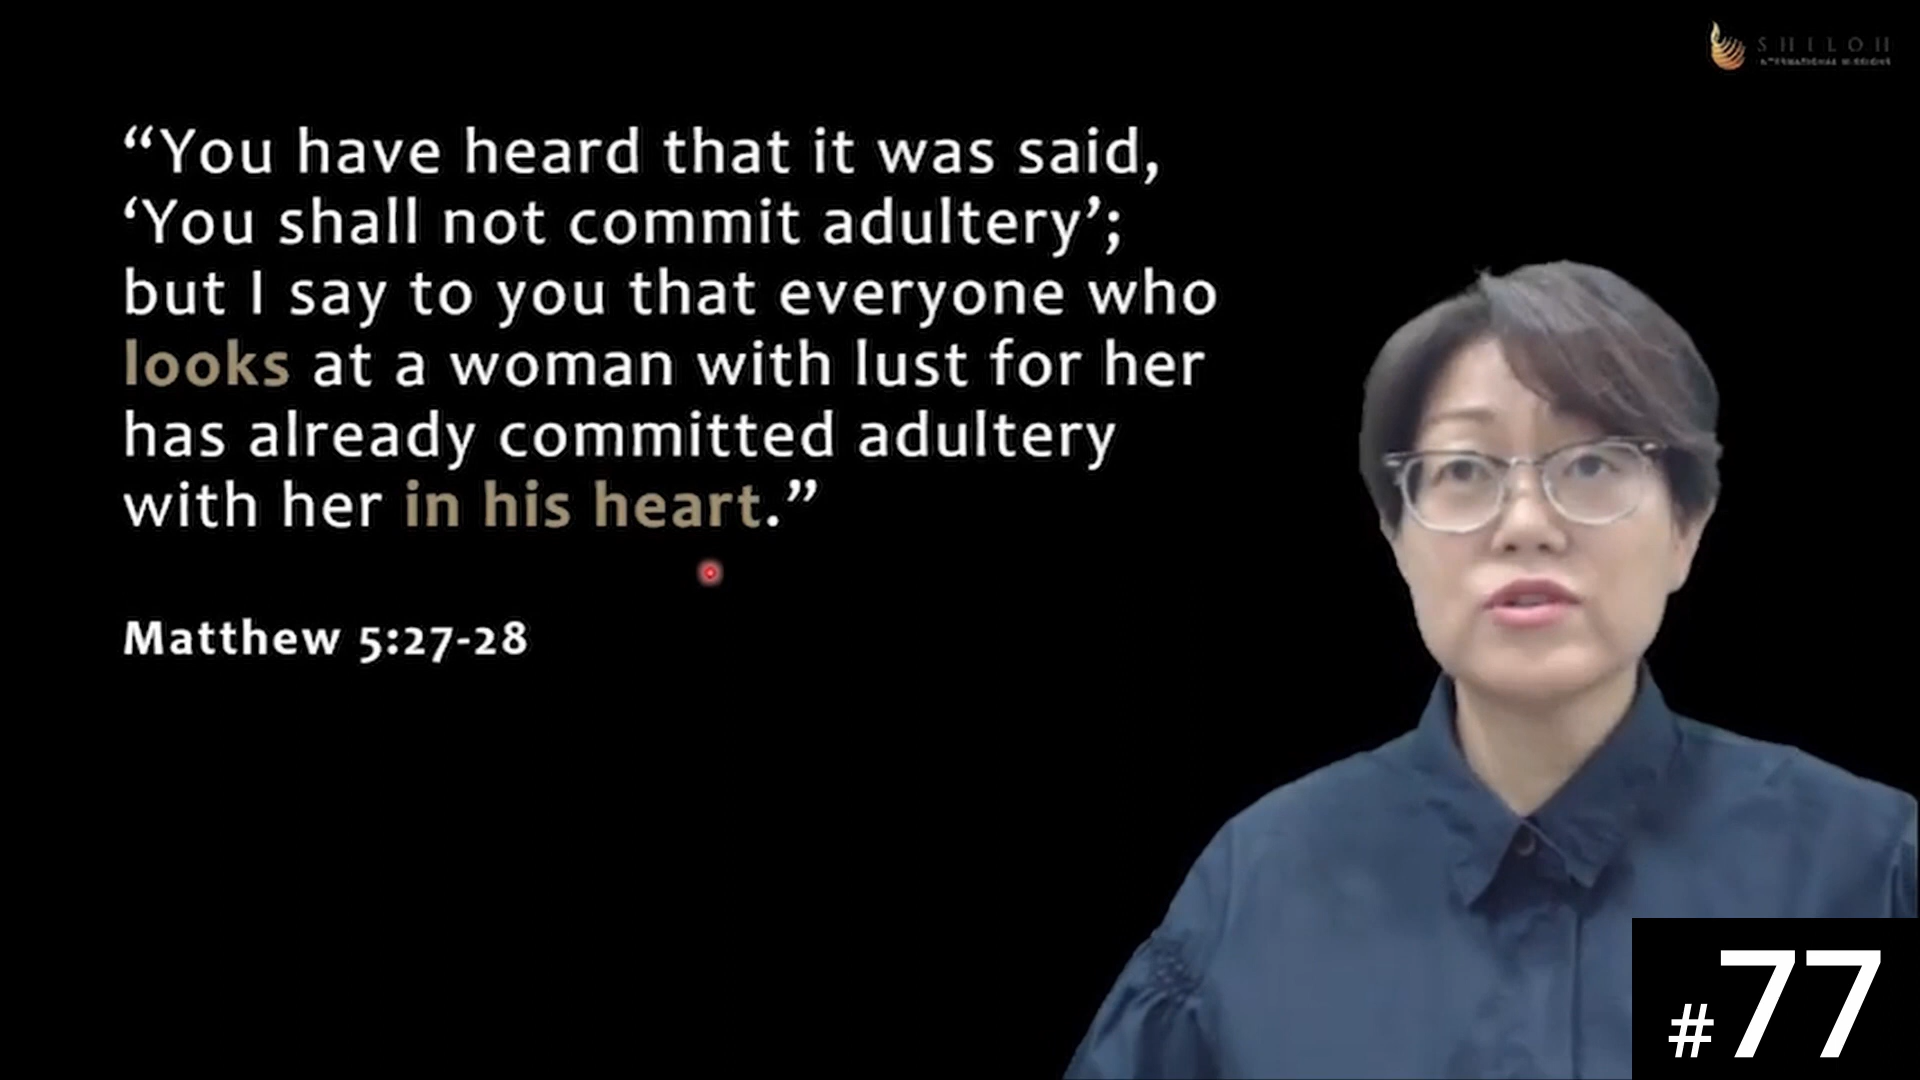 SHILOH
INTERNATIONAL MISSIONS
“You have heard that it was said,
‘You shall not commit adultery’;
but I say to you that everyone who
looks at a woman with lust for her
has already committed adultery
with her in his heart.”
Matthew 5:27-28
#77